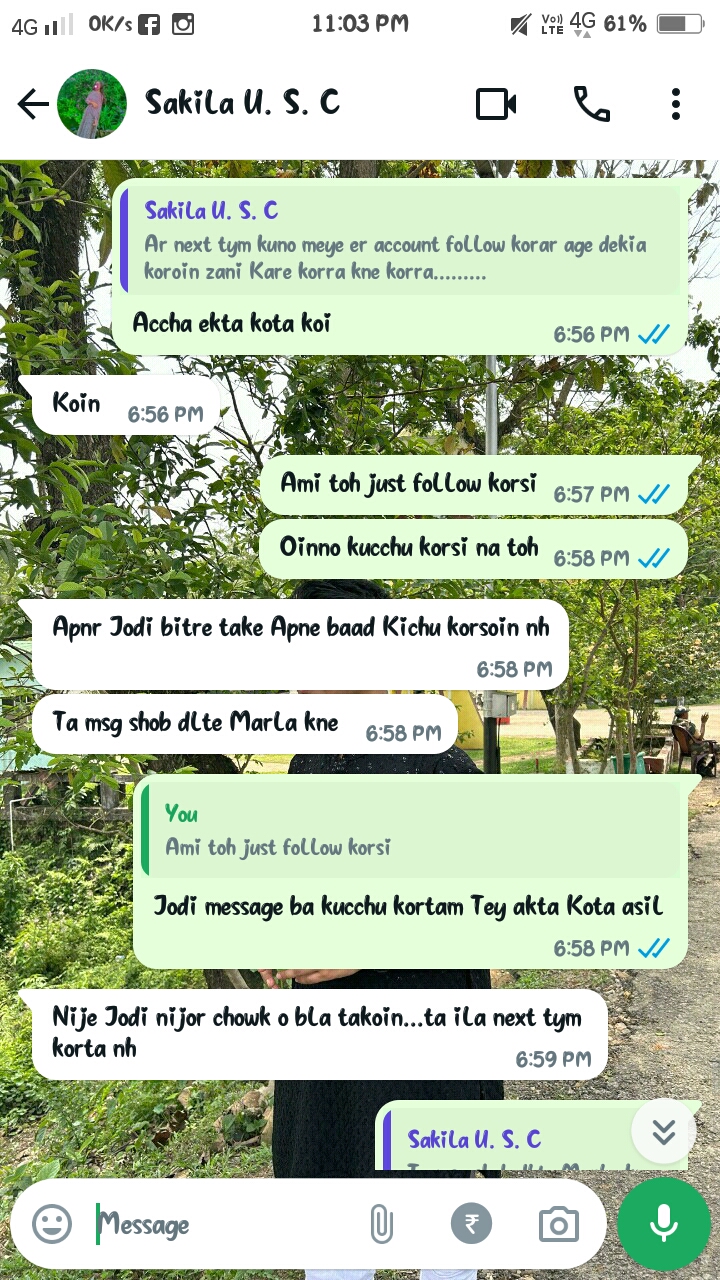 4G 0K/s 11:03 PM Vo)) LTE 4G 61%
Sakila U. S. C
Sakila U. S. C
Ar next tym kuno meye er account follow korar age dekia
koroin zani Kare korra kne korra.........
Accha ekta kota koi
6:56 PM
Koin 6:56 PM
Ami toh just follow korsi 6:57 PM
Oinno kucchu korsi na toh 6:58 PM
Apnr Jodi bitre take Apne baad Kichu korsoin nh
6:58 PM
Ta msg shob dlte Marla kne 6:58 PM
You
Ami toh just follow korsi
Jodi message ba kucchu kortam Tey akta Kota asil
6:58 PM
Nije Jodi nijor chowk o bla takoin...ta ila next tym
korta nh
6:59 PM
Sakila U. S. C
Message
₹